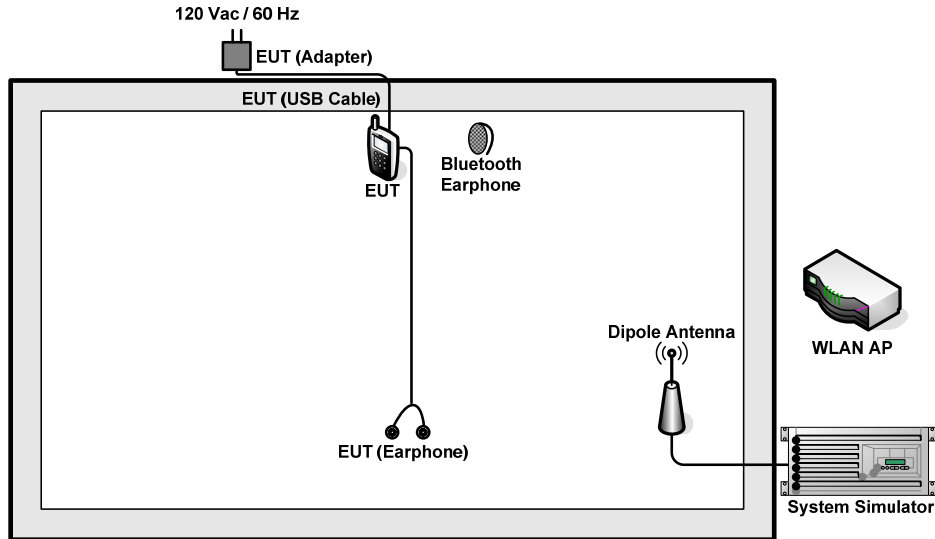 120 Vac / 60 Hz
EUT (Adapter)
EUT (USB Cable)
EUT
Bluetooth
Earphone
WLAN AP
Dipole Antenna
EUT (Earphone)
System Simulator